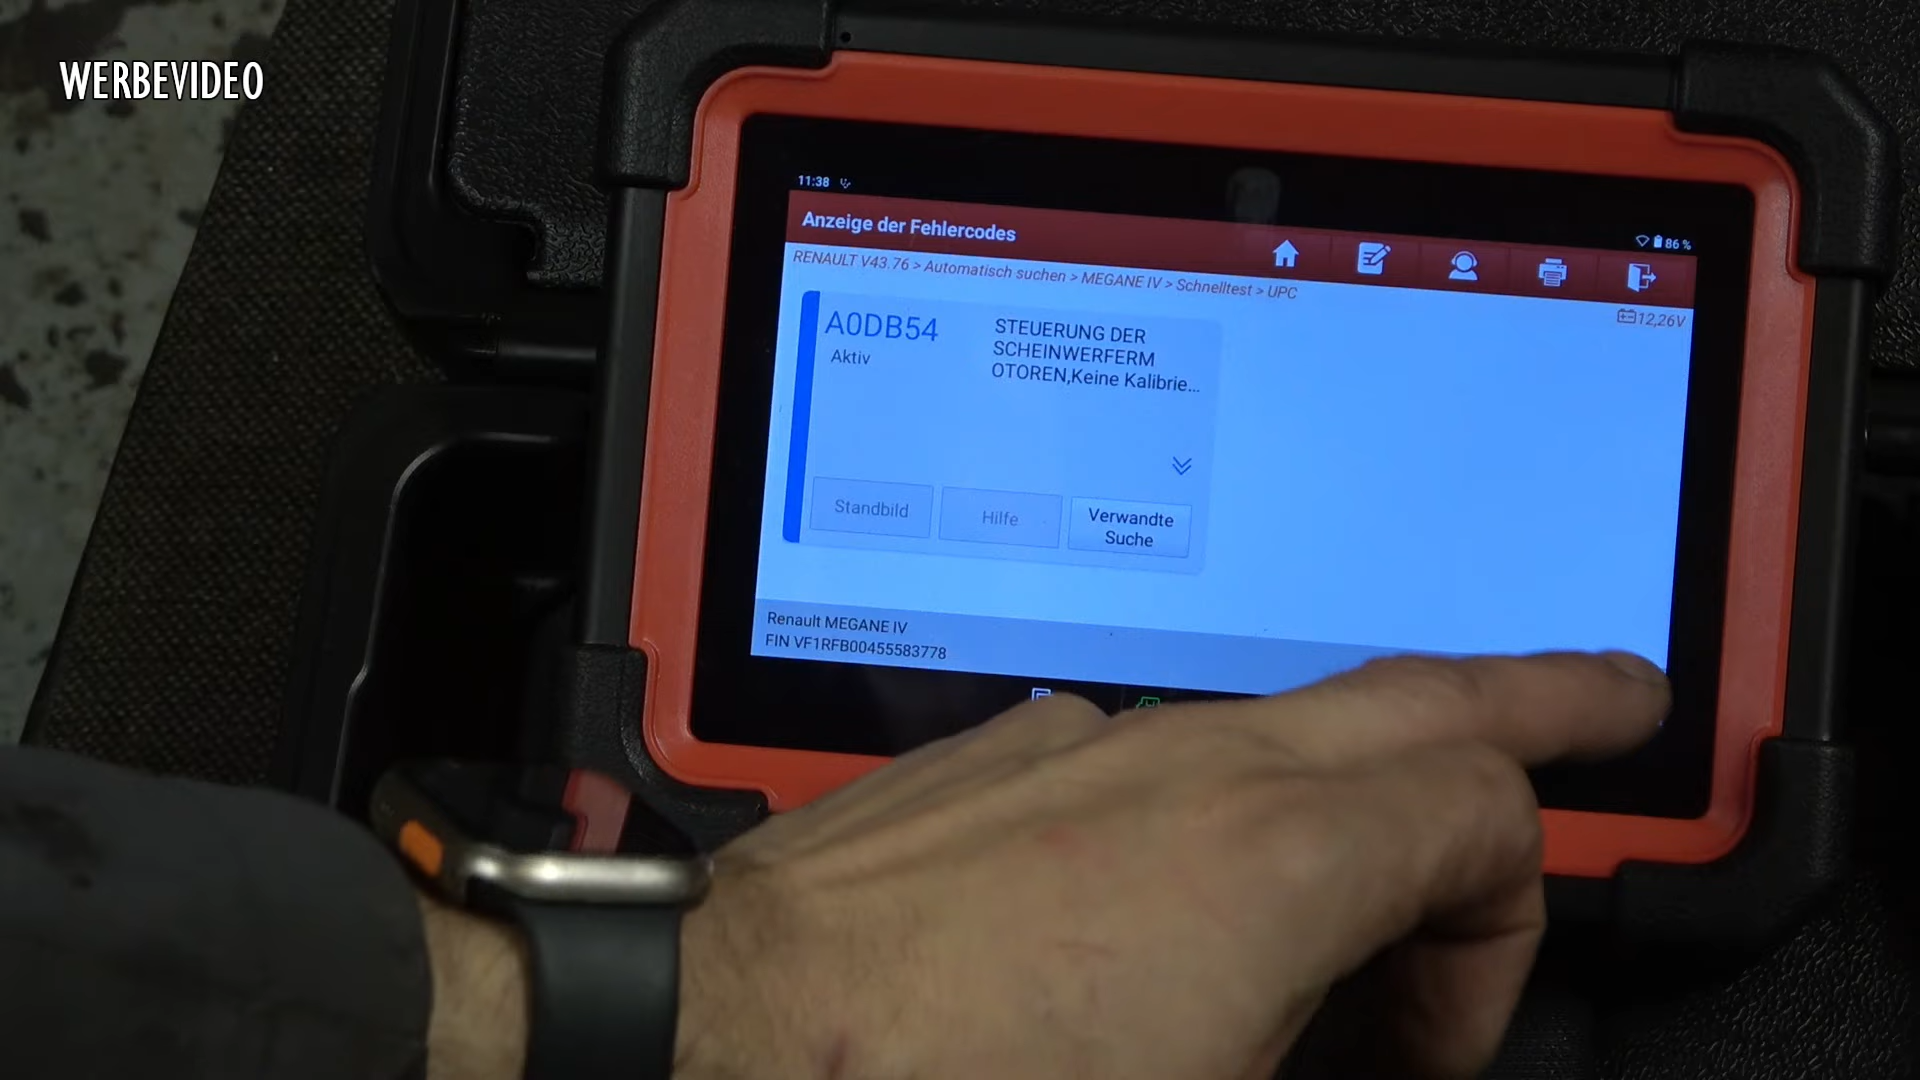 WERBEVIDEO
11:38
86 %
Anzeige der Fehlercodes
RENAULT V43.76 > Automatisch suchen > MEGANE IV > Schnelltest > UPC
12,26V
A0DB54
Aktiv
STEUERUNG DER
SCHEINWERFERM
OTOREN,Keine Kalibrie...
Standbild
Hilfe
Verwandte
Suche
Renault MEGANE IV
FIN VF1RFB00455583778